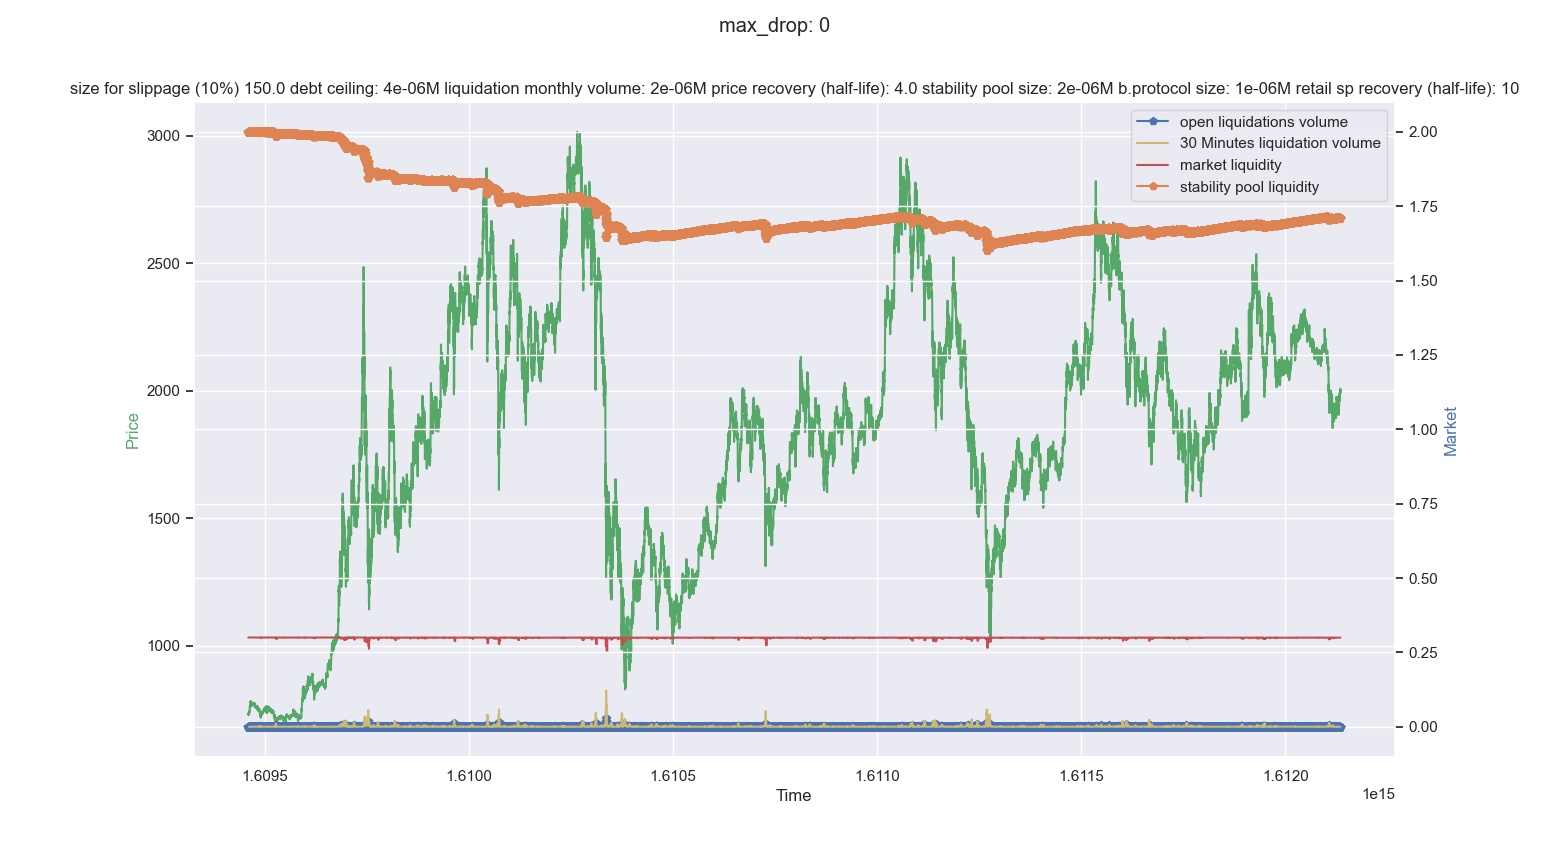 max_drop: 0
size for slippage (10%) 150.0 debt ceiling: 4e-06M liquidation monthly volume: 2e-06M price recovery (half-life): 4.0 stability pool size: 2e-06M b.protocol size: 1e-06M retail sp recovery (half-life): 10
open liquidations volume
30 Minutes liquidation volume
market liquidity
stability pool liquidity
3000
2500
2000
1500
1000
Price
2.00
1.75
1.50
1.25
1.00
0.75
0.50
0.25
0.00
Market
1.6095
1.6100
1.6105
1.6110
1.6115
1.6120
1e15
Time